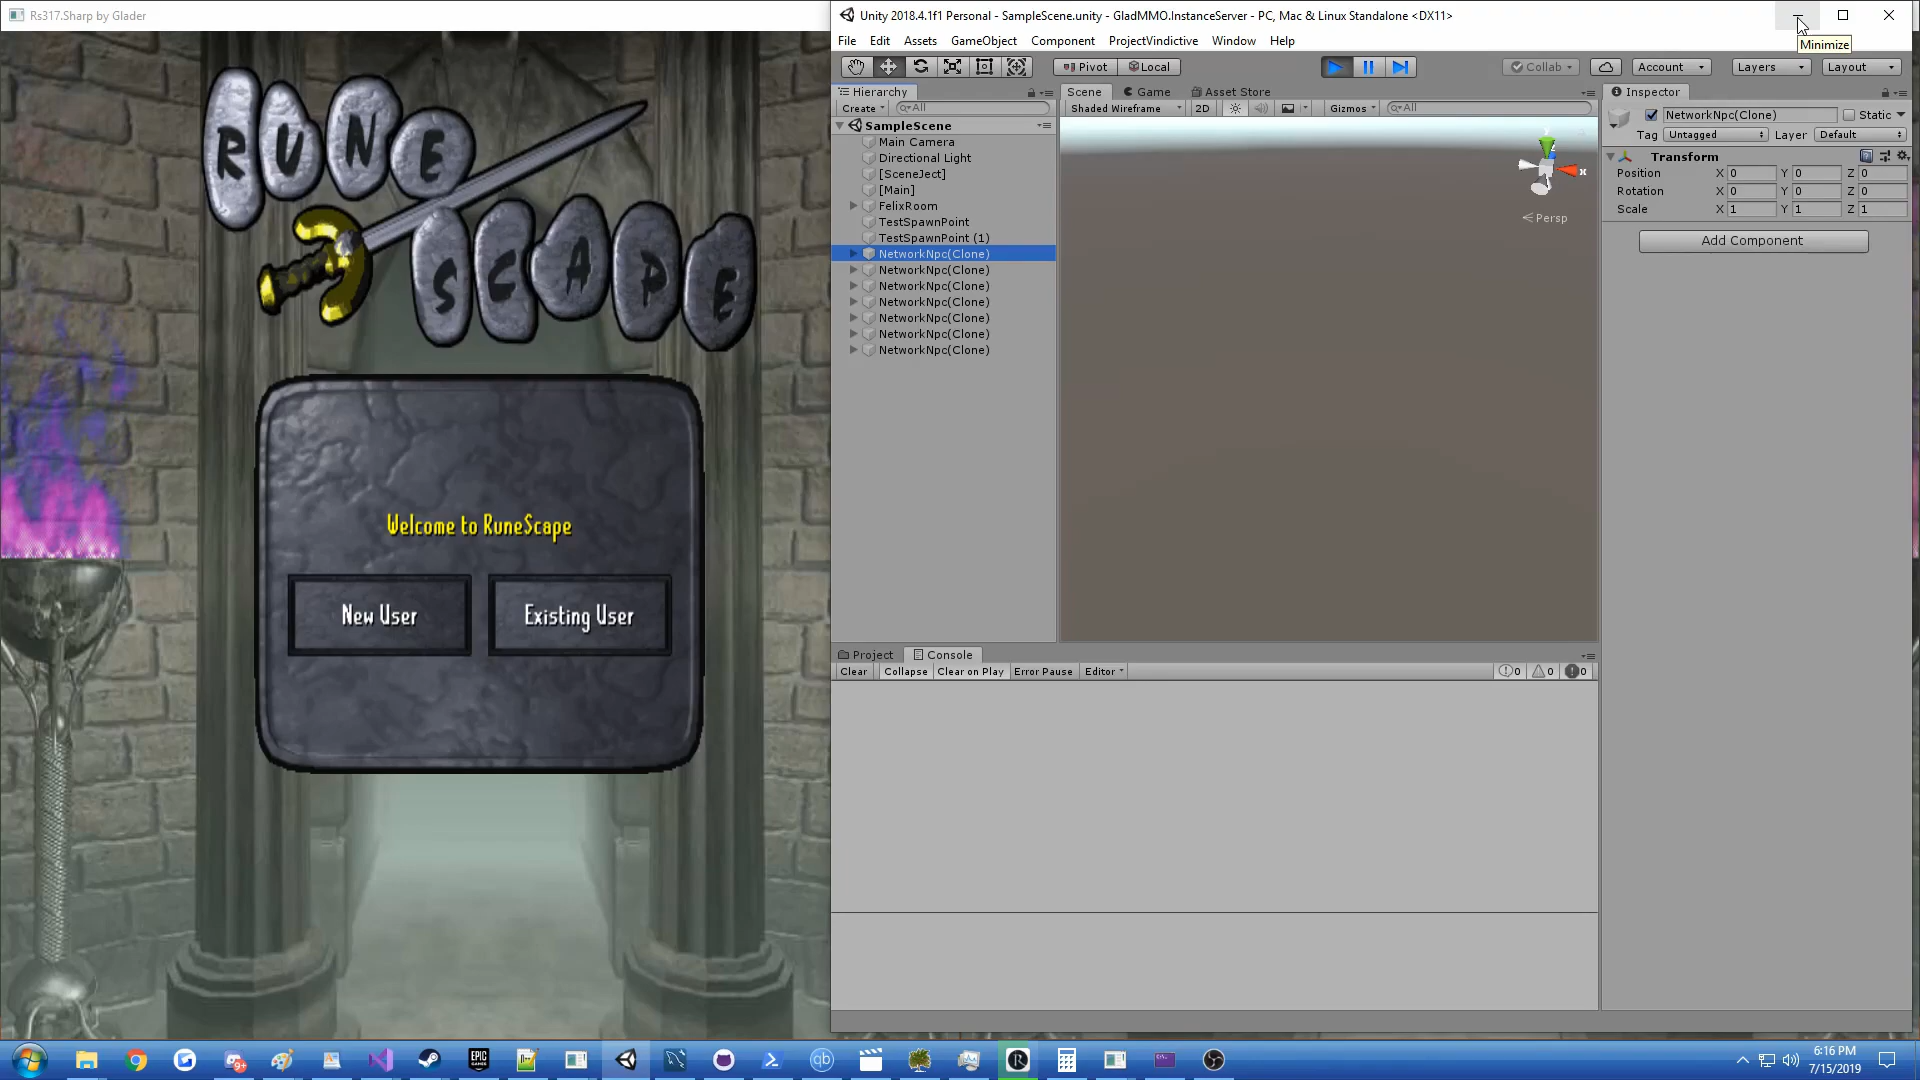 Rs317.Sharp by Glader
RUNE
SCAPE
Welcome to RuneScape
New User
Existing User
Unity 2018.4.1f1 Personal - SampleScene.unity - GladMMO.InstanceServer - PC, Mac & Linux Standalone <DX11>
Minimize
File Edit Assets GameObject Component ProjectVindictive Window Help
Pivot Local Collab Account Layers Layout
Hierarchy
Create All
SampleScene
Main Camera
Directional Light
[SceneJect]
[Main]
FelixRoom
TestSpawnPoint
TestSpawnPoint (1)
NetworkNpc(Clone)
NetworkNpc(Clone)
NetworkNpc(Clone)
NetworkNpc(Clone)
NetworkNpc(Clone)
NetworkNpc(Clone)
NetworkNpc(Clone)
Scene Game Asset Store
Shaded Wireframe 2D Gizmos All
x
Persp
Inspector
NetworkNpc(Clone) Static
Tag Untagged Layer Default
Transform
Position X 0 Y 0 Z 0
Rotation X 0 Y 0 Z 0
Scale X 1 Y 1 Z 1
Add Component
Project Console
Clear Collapse Clear on Play Error Pause Editor 0 0 0
EPIC
GAMES
qb
R
9+
6:16 PM
7/15/2019